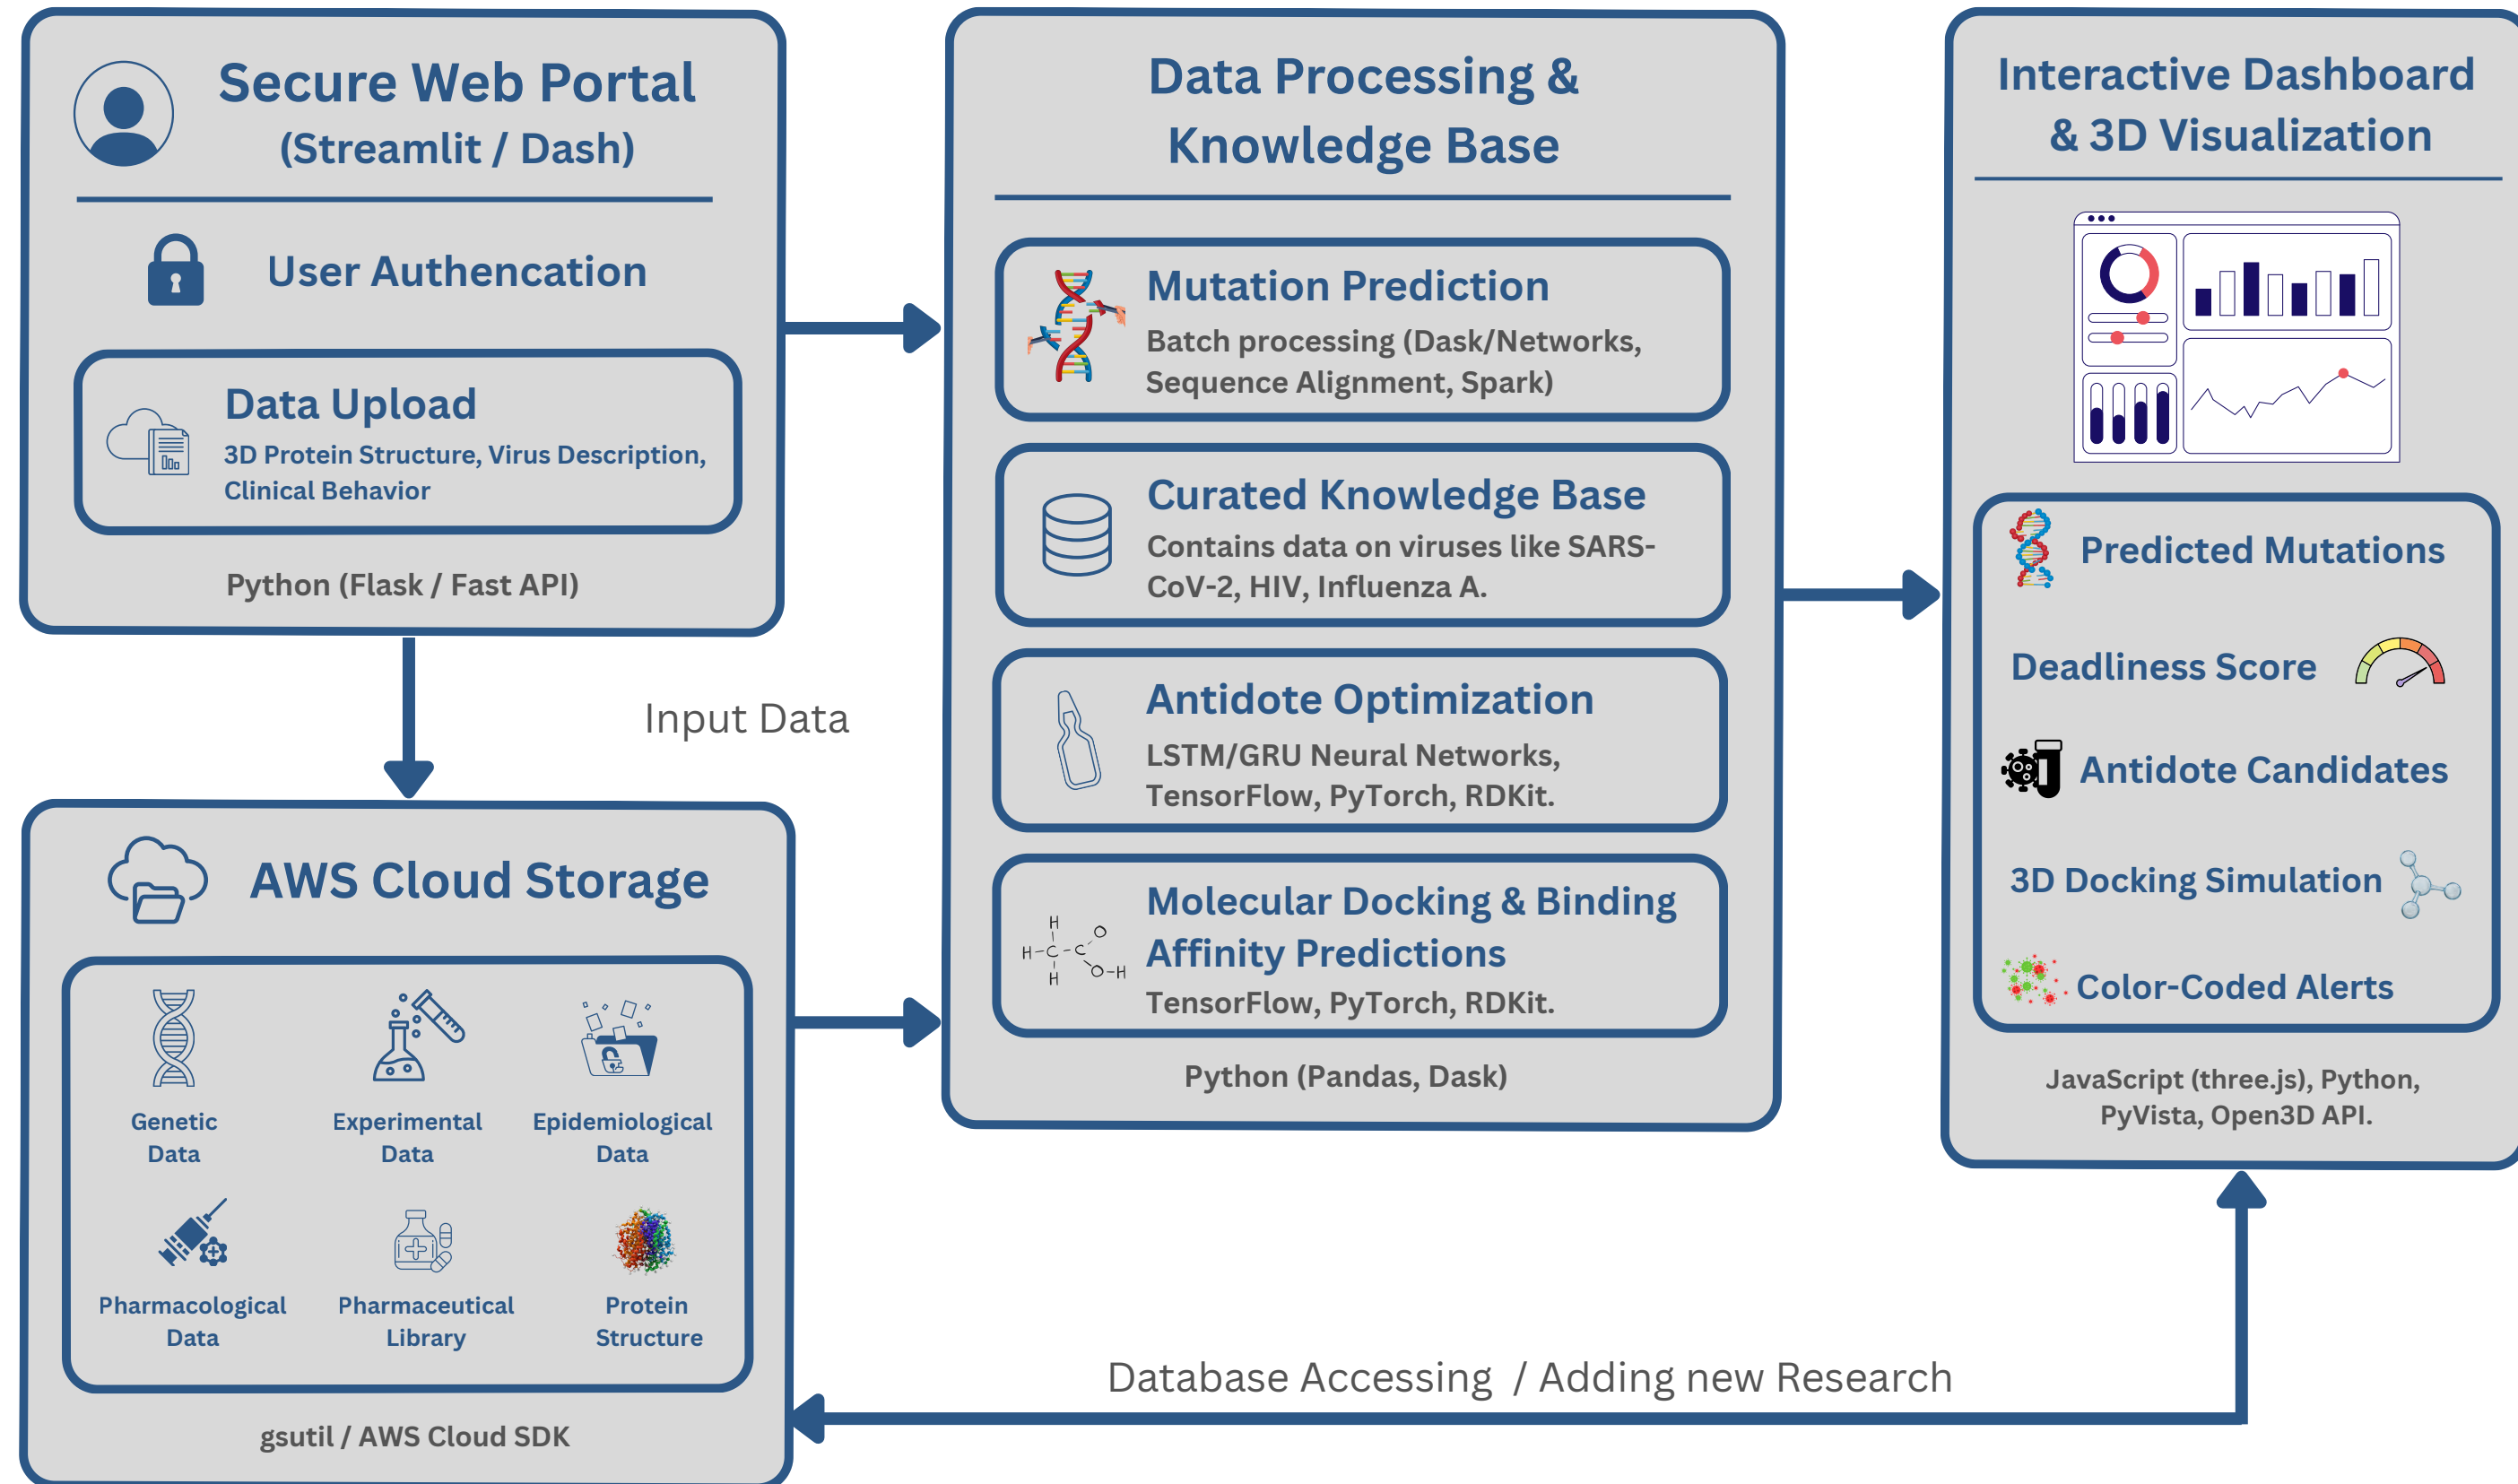 Secure Web Portal
(Streamlit / Dash)
User Authencation
Data Upload
3D Protein Structure, Virus Description,
Clinical Behavior
Python (Flask / Fast API)
Input Data
AWS Cloud Storage
Genetic
Data
Experimental
Data
Epidemiological
Data
Pharmacological
Data
Pharmaceutical
Library
Protein
Structure
gsutil / AWS Cloud SDK
Data Processing &
Knowledge Base
Mutation Prediction
Batch processing (Dask/Networks,
Sequence Alignment, Spark)
Curated Knowledge Base
Contains data on viruses like SARS-
CoV-2, HIV, Influenza A.
Antidote Optimization
LSTM/GRU Neural Networks,
TensorFlow, PyTorch, RDKit.
H
H-C-C O
H O-H
Molecular Docking & Binding
Affinity Predictions
TensorFlow, PyTorch, RDKit.
Python (Pandas, Dask)
Interactive Dashboard
& 3D Visualization
Predicted Mutations
Deadliness Score
Antidote Candidates
3D Docking Simulation
Color-Coded Alerts
JavaScript (three.js), Python,
PyVista, Open3D API.
Database Accessing / Adding new Research